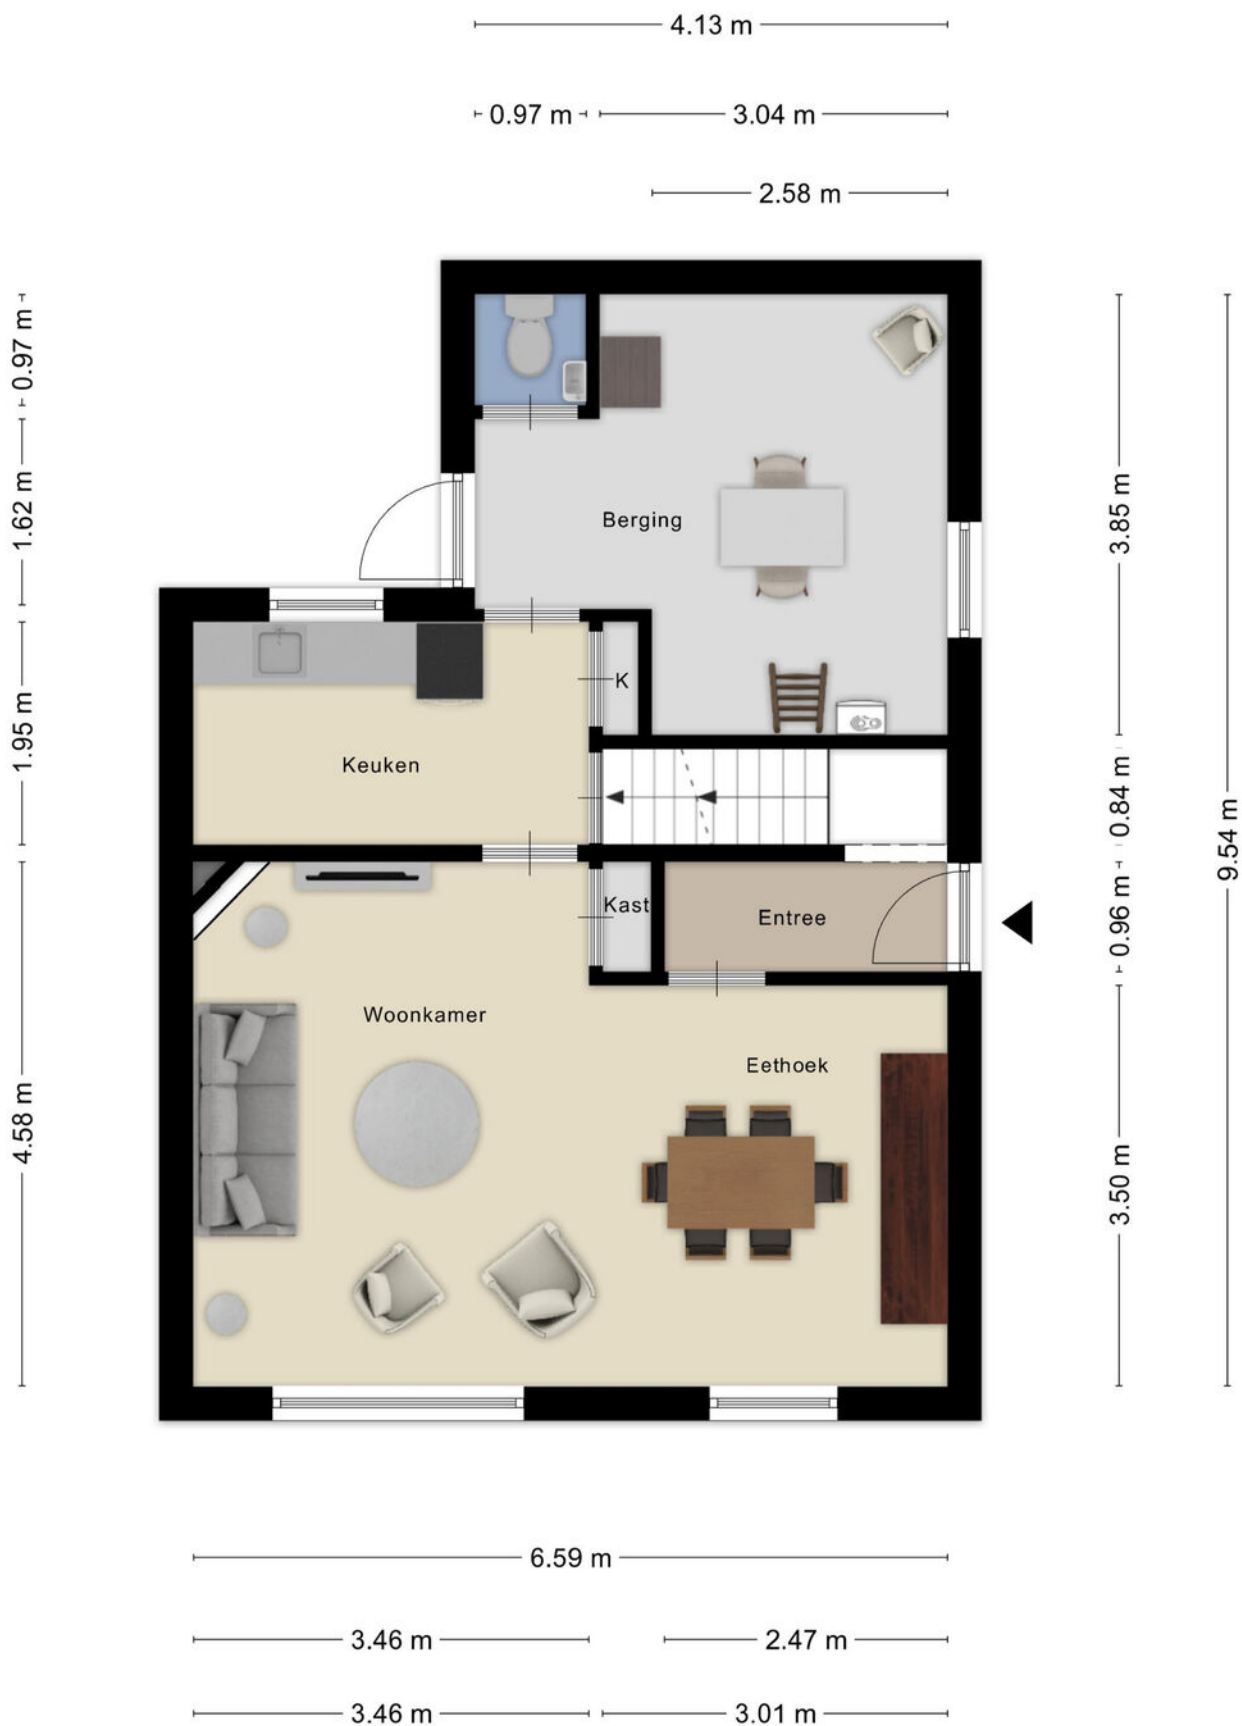 4.13 m
0.97 m
3.04 m
2.58 m
0.97 m
1.62 m
3.85 m
Berging
K
1.95 m
Keuken
0.84 m
9.54 m
Kast
Entree
0.96 m
Woonkamer
Eethoek
4.58 m
3.50 m
6.59 m
3.46 m
2.47 m
3.46 m
3.01 m